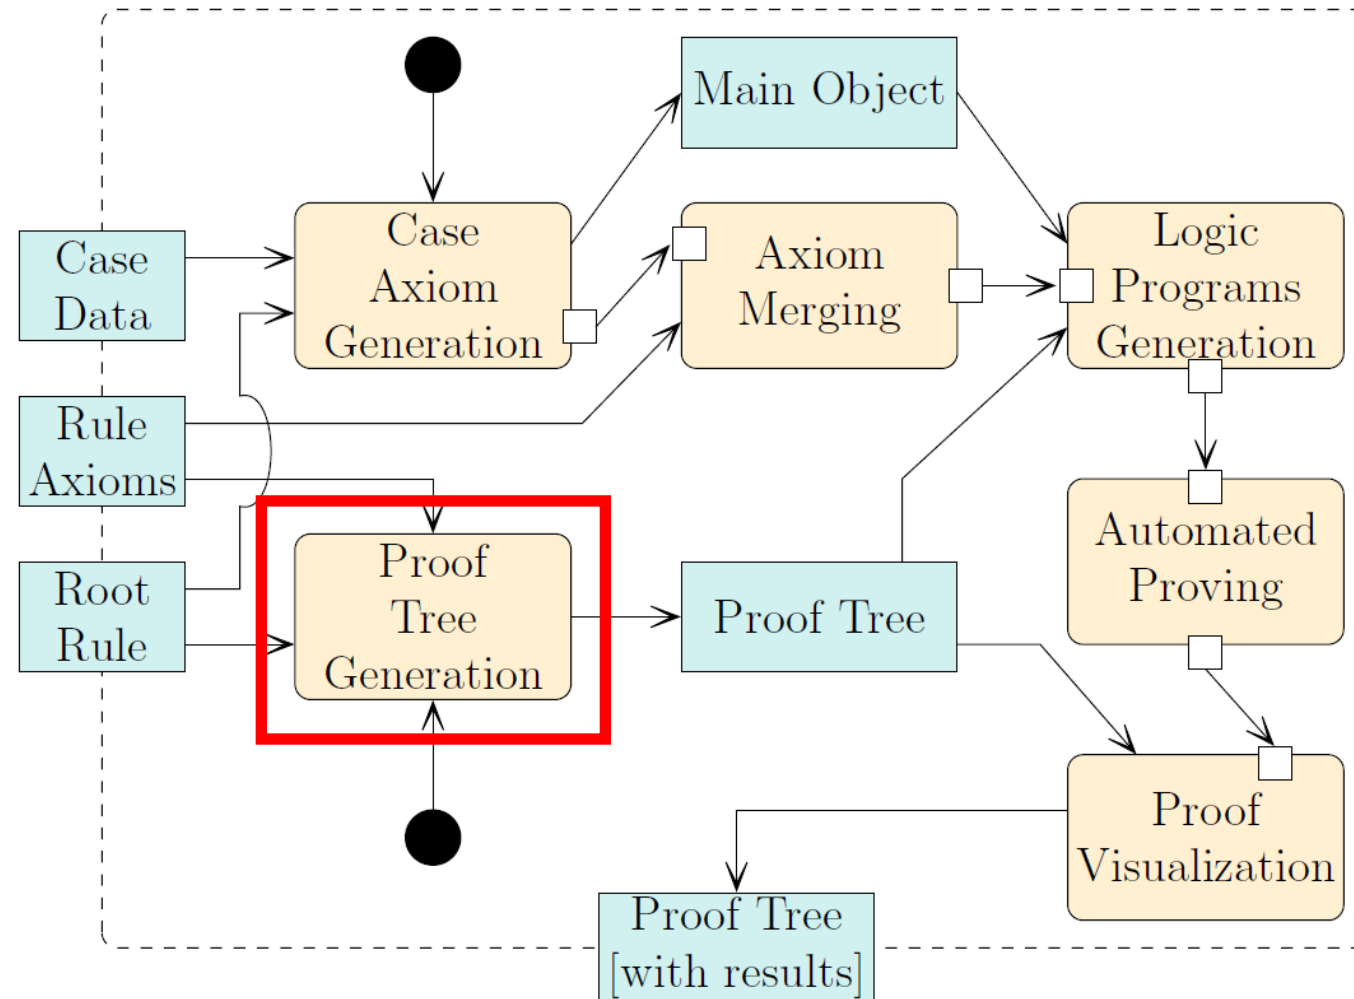 Main Object
Case
Axiom
Generation
Axiom
Merging
Logic
Programs
Generation
Case
Data
Rule
Axioms
Root
Rule
Proof
Tree
Generation
Proof Tree
Automated
Proving
Proof
Visualization
Proof Tree
[with results]